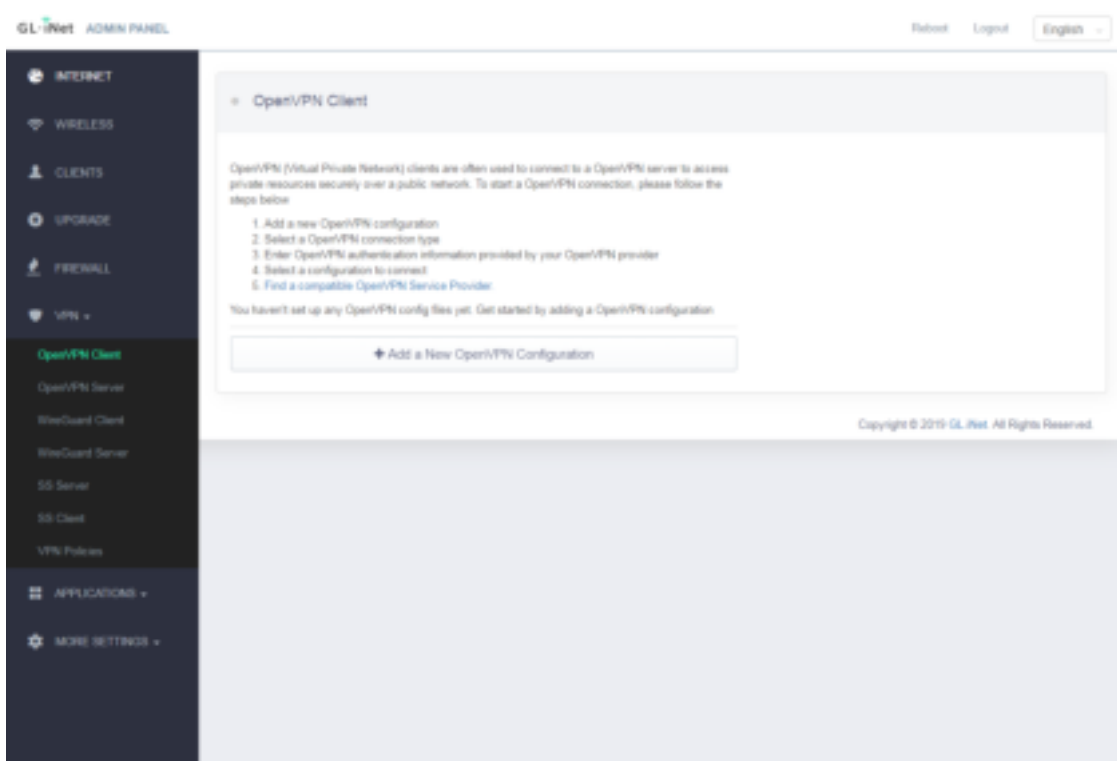 GL·iNet ADMIN PANEL
Reboot Logout English
INTERNET
WIRELESS
CLIENTS
UPGRADE
FIREWALL
VPN
OpenVPN Client
OpenVPN Server
WireGuard Client
WireGuard Server
SS Server
SS Client
VPN Policies
APPLICATIONS
MORE SETTINGS
OpenVPN Client
OpenVPN (Virtual Private Network) clients are often used to connect to a OpenVPN server to access
private resources securely over a public network. To start a OpenVPN connection, please follow the
steps below
1. Add a new OpenVPN configuration
2. Select a OpenVPN connection type
3. Enter OpenVPN authentication information provided by your OpenVPN provider
4. Select a configuration to connect
5. Find a compatible OpenVPN Service Provider.
You haven't set up any OpenVPN config files yet. Get started by adding a OpenVPN configuration
+ Add a New OpenVPN Configuration
Copyright © 2019 GL.iNet. All Rights Reserved.